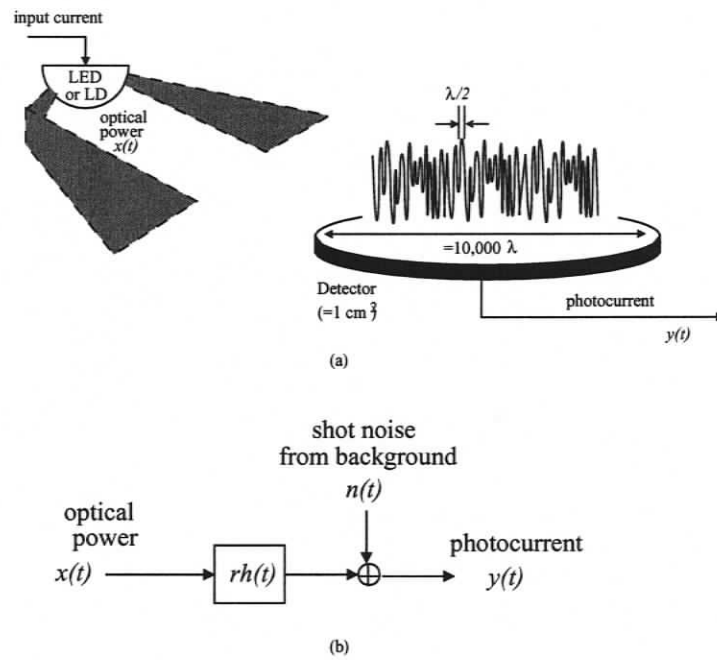 input current
LED
or LD
optical
power
x(t)
λ/2
=10,000 λ
Detector
(=1 cm²)
photocurrent
y(t)
(a)
shot noise
from background
n(t)
optical
power
x(t)
rh(t)
photocurrent
y(t)
(b)